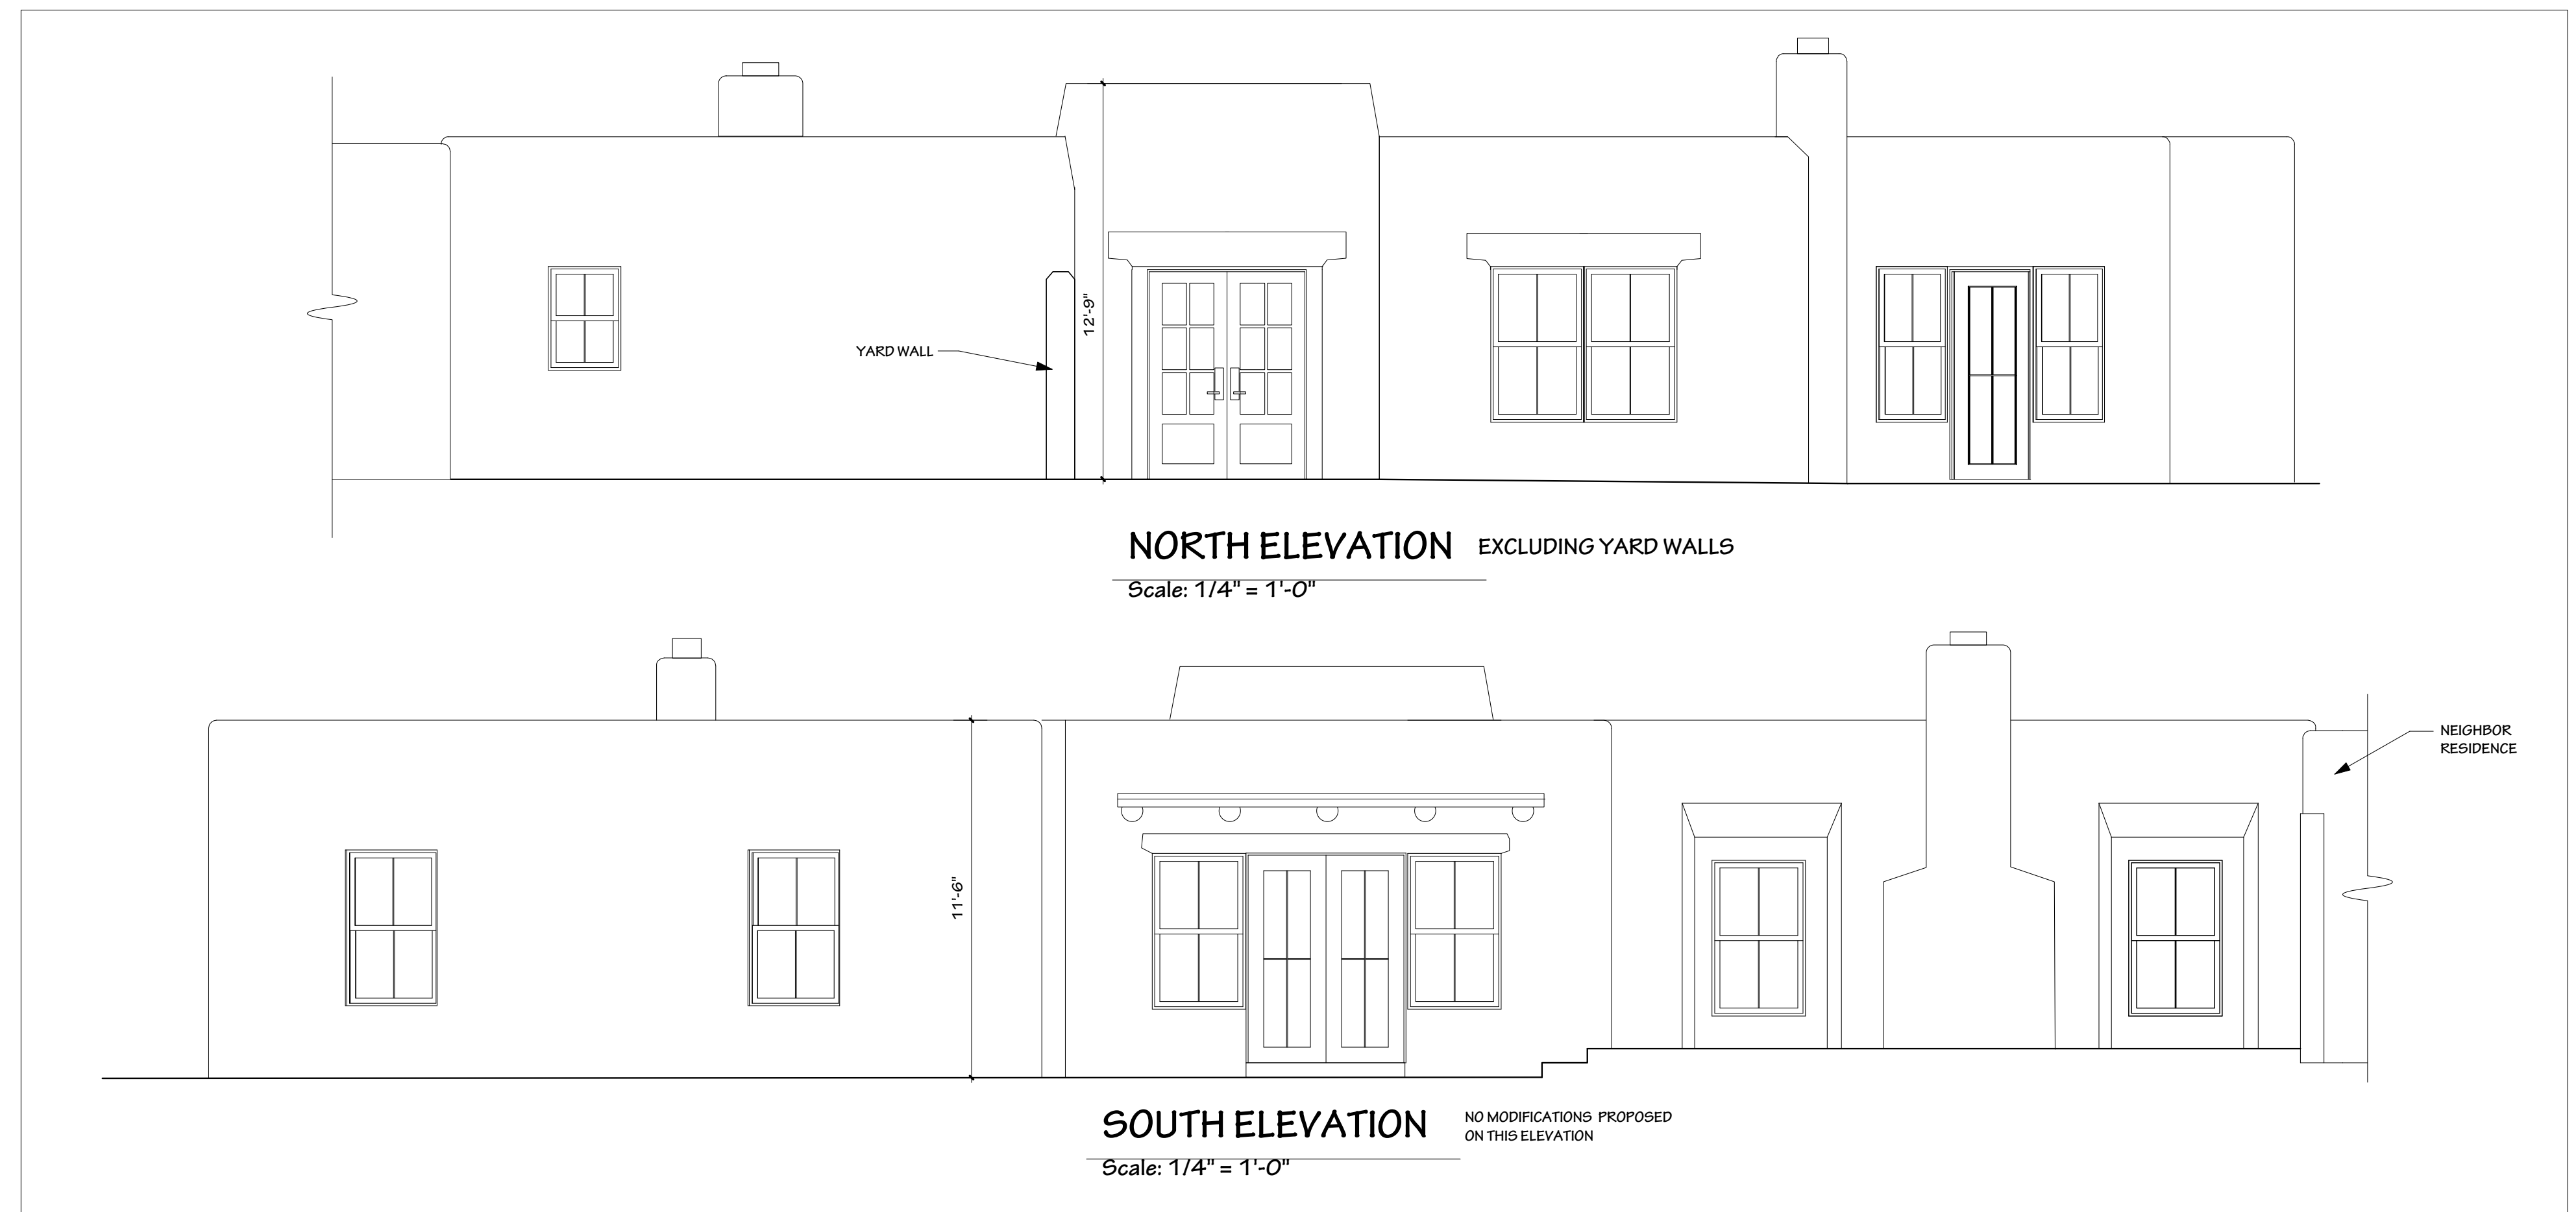 12'-9"
YARD WALL
NORTH ELEVATION EXCLUDING YARD WALLS
Scale: 1/4" = 1'-0"
NEIGHBOR
RESIDENCE
11'-6"
SOUTH ELEVATION
NO MODIFICATIONS PROPOSED
ON THIS ELEVATION
Scale: 1/4" = 1'-0"